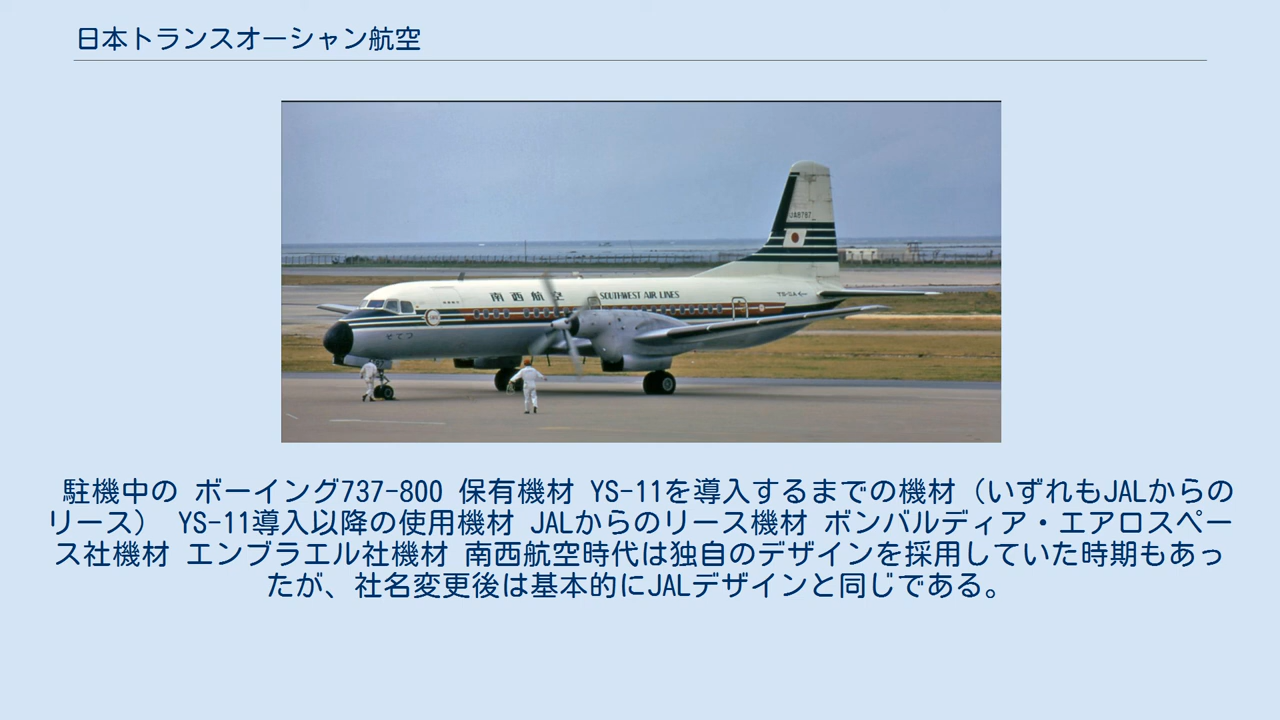 日本トランスオーシャン航空
JA8787
南西航空 SOUTHWEST AIR LINES
駐機中の ボーイング737-800 保有機材 YS-11を導入するまでの機材（いずれもJALからの
リース） YS-11導入以降の使用機材 JALからのリース機材 ボンバルディア・エアロスペー
ス社機材 エンブラエル社機材 南西航空時代は独自のデザインを採用していた時期もあっ
たが、社名変更後は基本的にJALデザインと同じである。